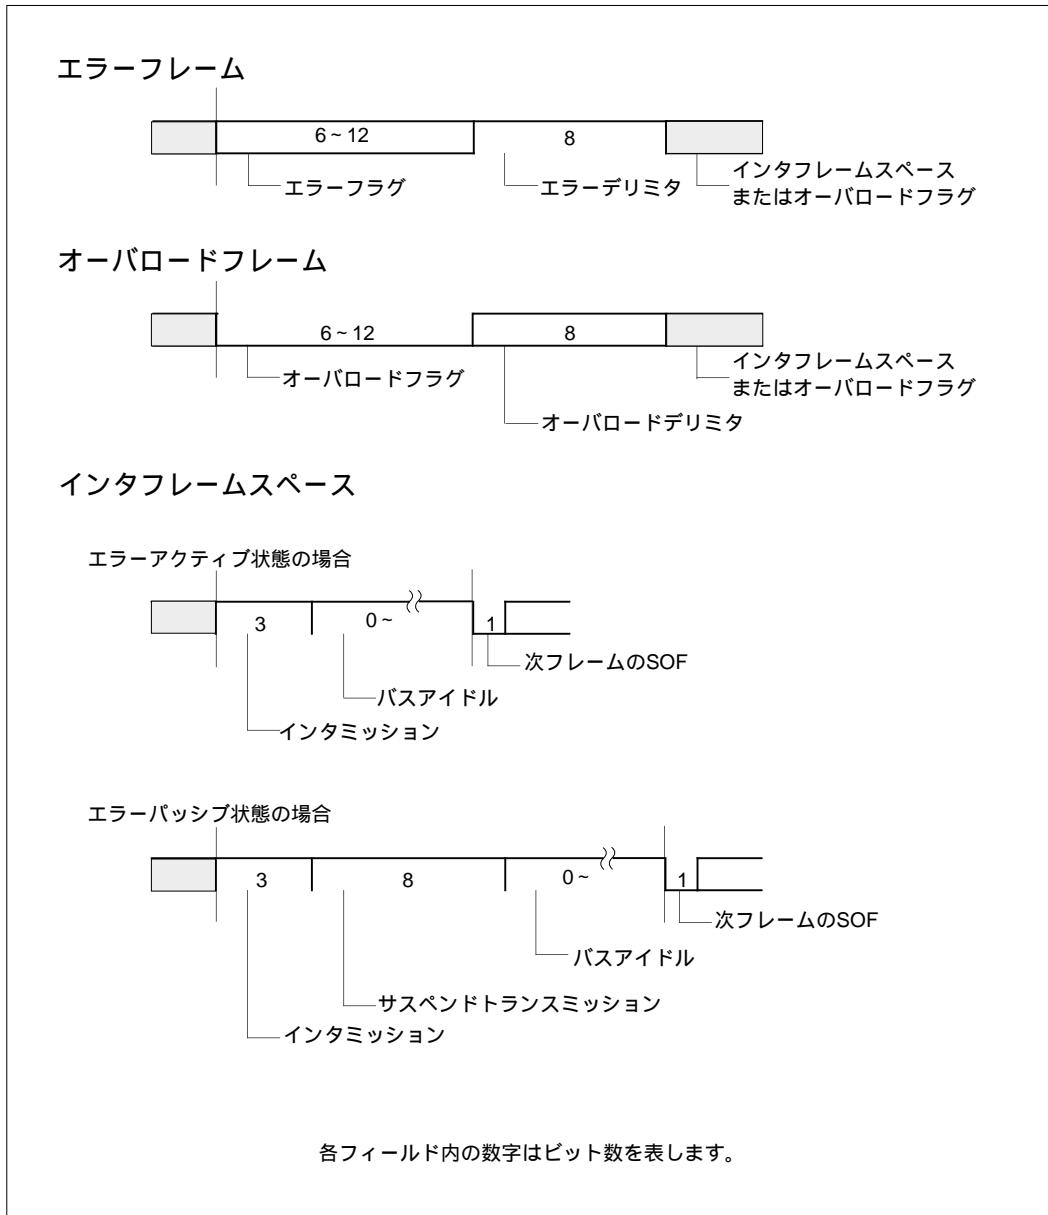 エラーフレーム
6~12
8
エラーフラグ
エラーデリミタ
インタフレームスペース
またはオーバロードフラグ
オーバロードフレーム
6~12
8
オーバロードフラグ
インタフレームスペース
またはオーバロードフラグ
オーバロードデリミタ
インタフレームスペース
エラーアクティブ状態の場合
3
0~
1
次フレームのSOF
バスアイドル
インタミッション
エラーパッシブ状態の場合
3
8
0~
1
次フレームのSOF
バスアイドル
サスペンドトランスミッション
インタミッション
各フィールド内の数字はビット数を表します。